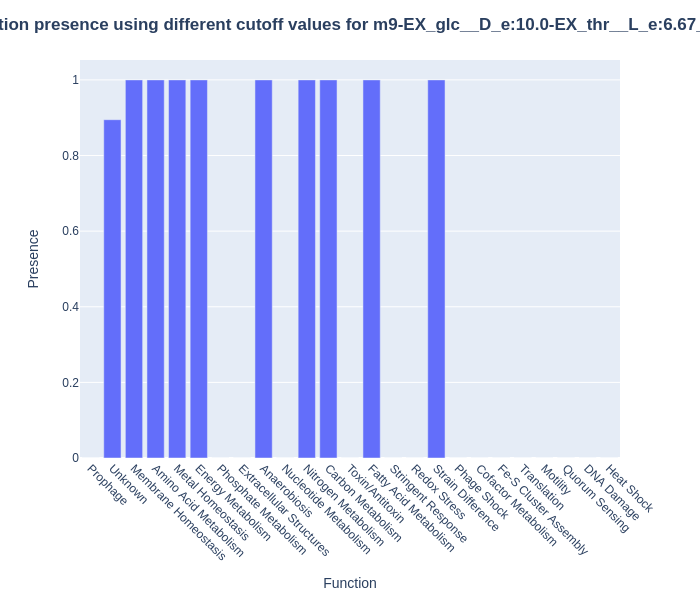 tion presence using different cutoff values for m9-EX_glc__D_e:10.0-EX_thr__L_e:6.67_
1
0.8
0.6
0.4
0.2
0
Presence
Prophage
Unknown
Membrane Homeostasis
Amino Acid Metabolism
Metal Homeostasis
Energy Metabolism
Phosphate Metabolism
Extracellular Structures
Anaerobiosis
Nucleotide Metabolism
Nitrogen Metabolism
Carbon Metabolism
Toxin/Antitoxin
Fatty Acid Metabolism
Stringent Response
Redox Stress
Strain Difference
Phage Shock
Cofactor Metabolism
Fe-S Cluster Assembly
Translation
Motility
Quorum Sensing
DNA Damage
Heat Shock
Function